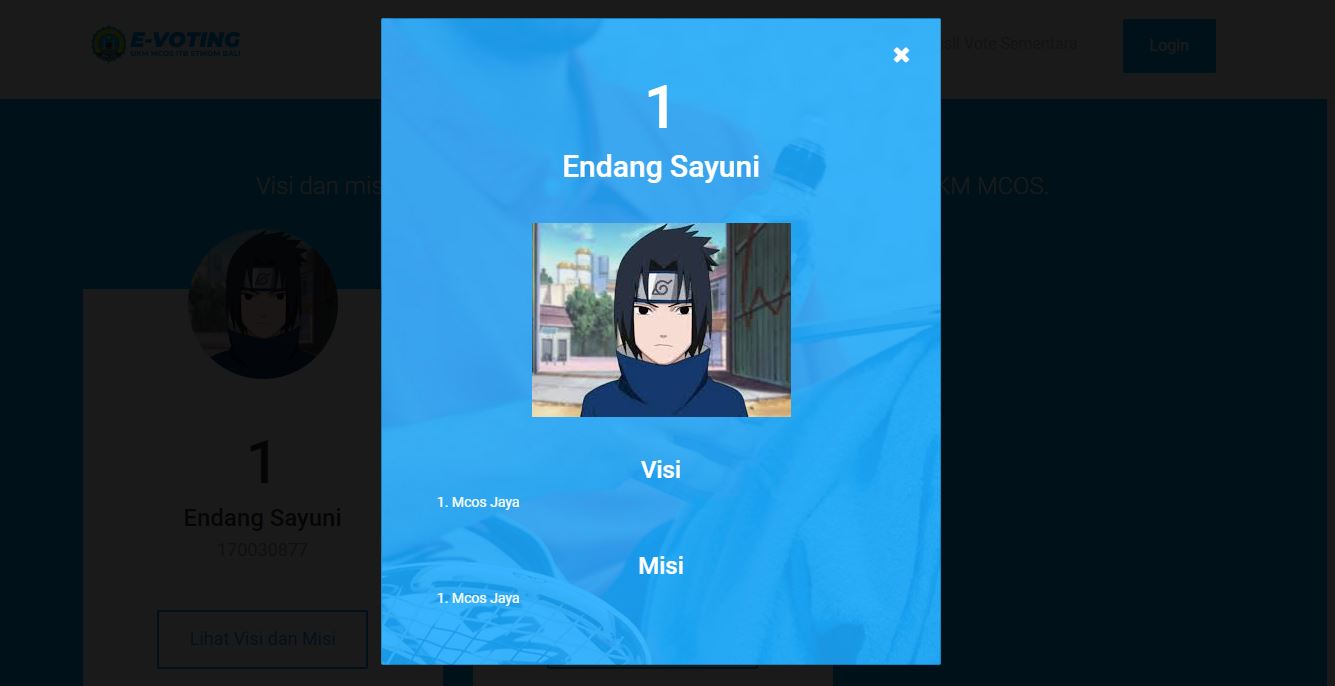 E-VOTING
UKM MCOS ITB STIKOM BALI
sil Vote Sementara
Login
Visi dan mis
KM MCOS.
1
Endang Sayuni
Visi
1. Mcos Jaya
Misi
1. Mcos Jaya
1
Endang Sayuni
170030877
Lihat Visi dan Misi